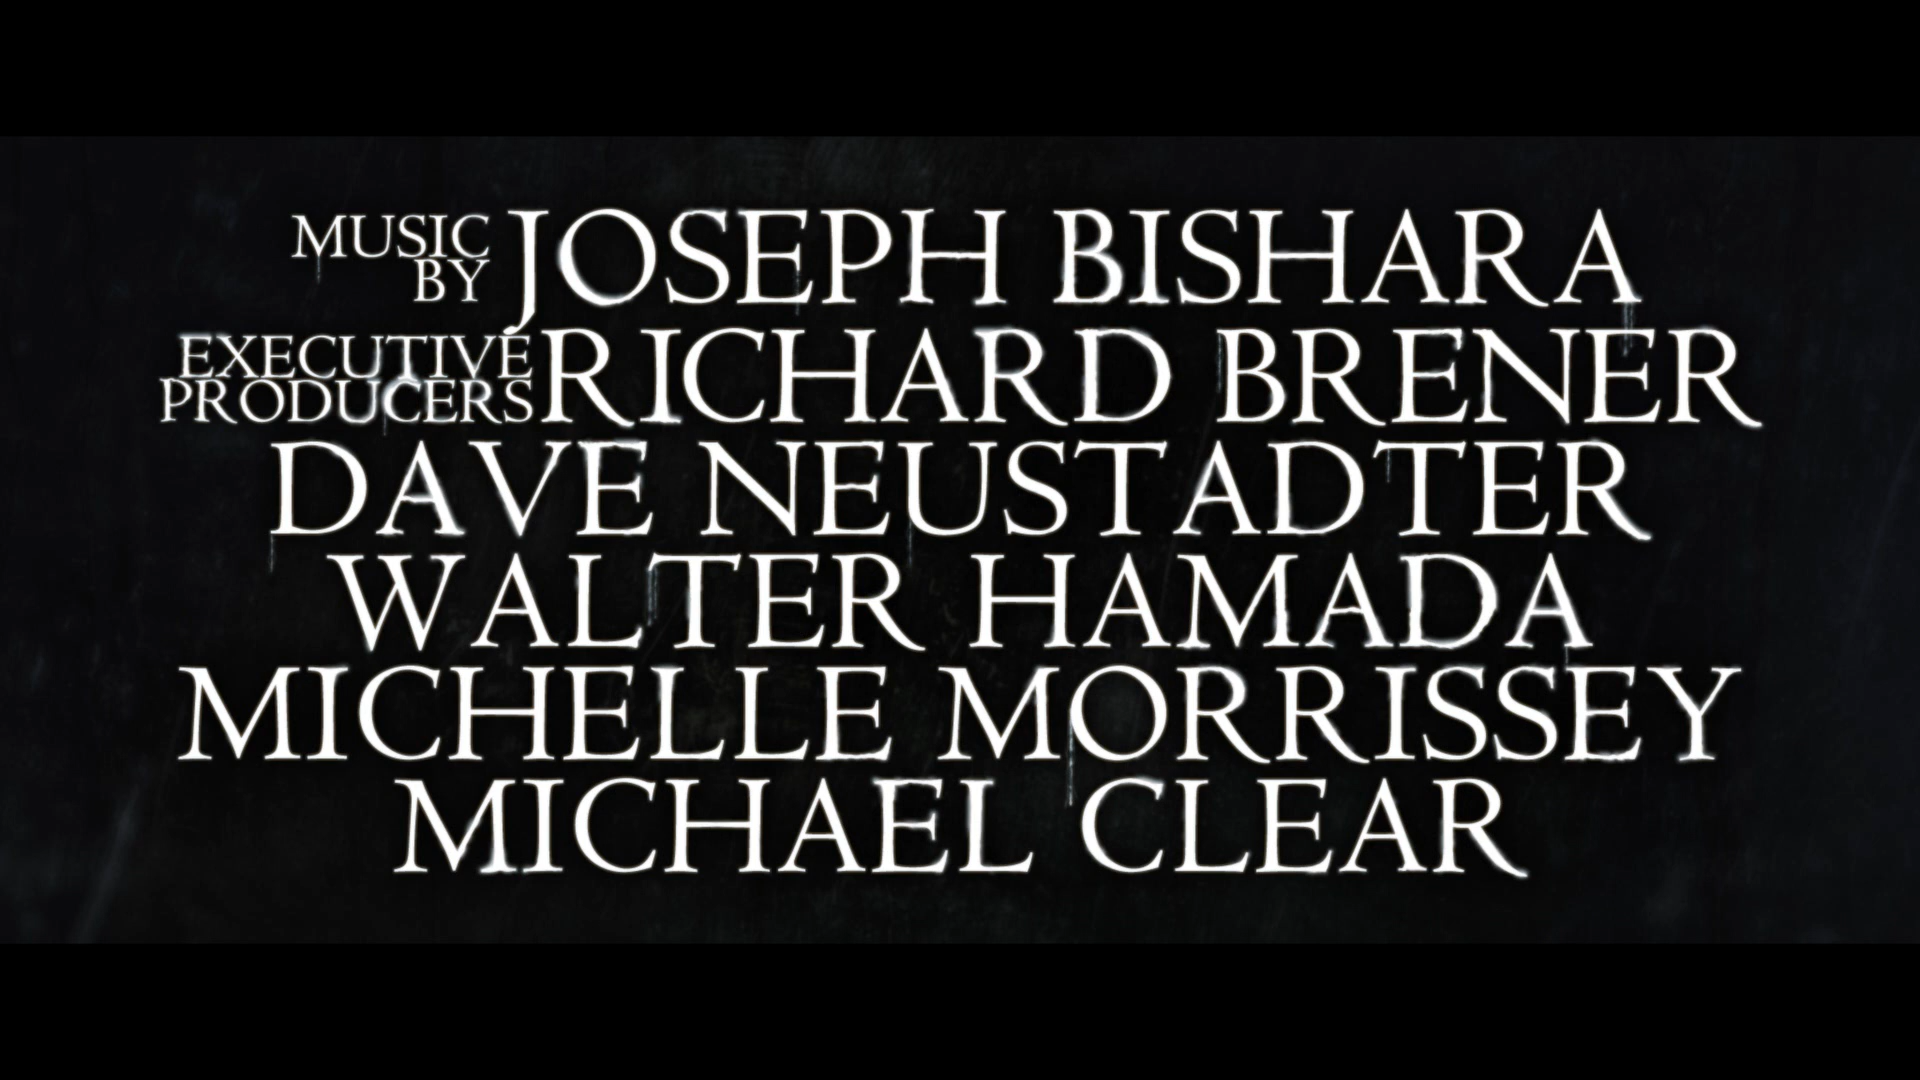 MUSIC BY JOSEPH BISHARA
EXECUTIVE PRODUCERS RICHARD BRENER
DAVE NEUSTADTER
WALTER HAMADA
MICHELLE MORRISSEY
MICHAEL CLEAR